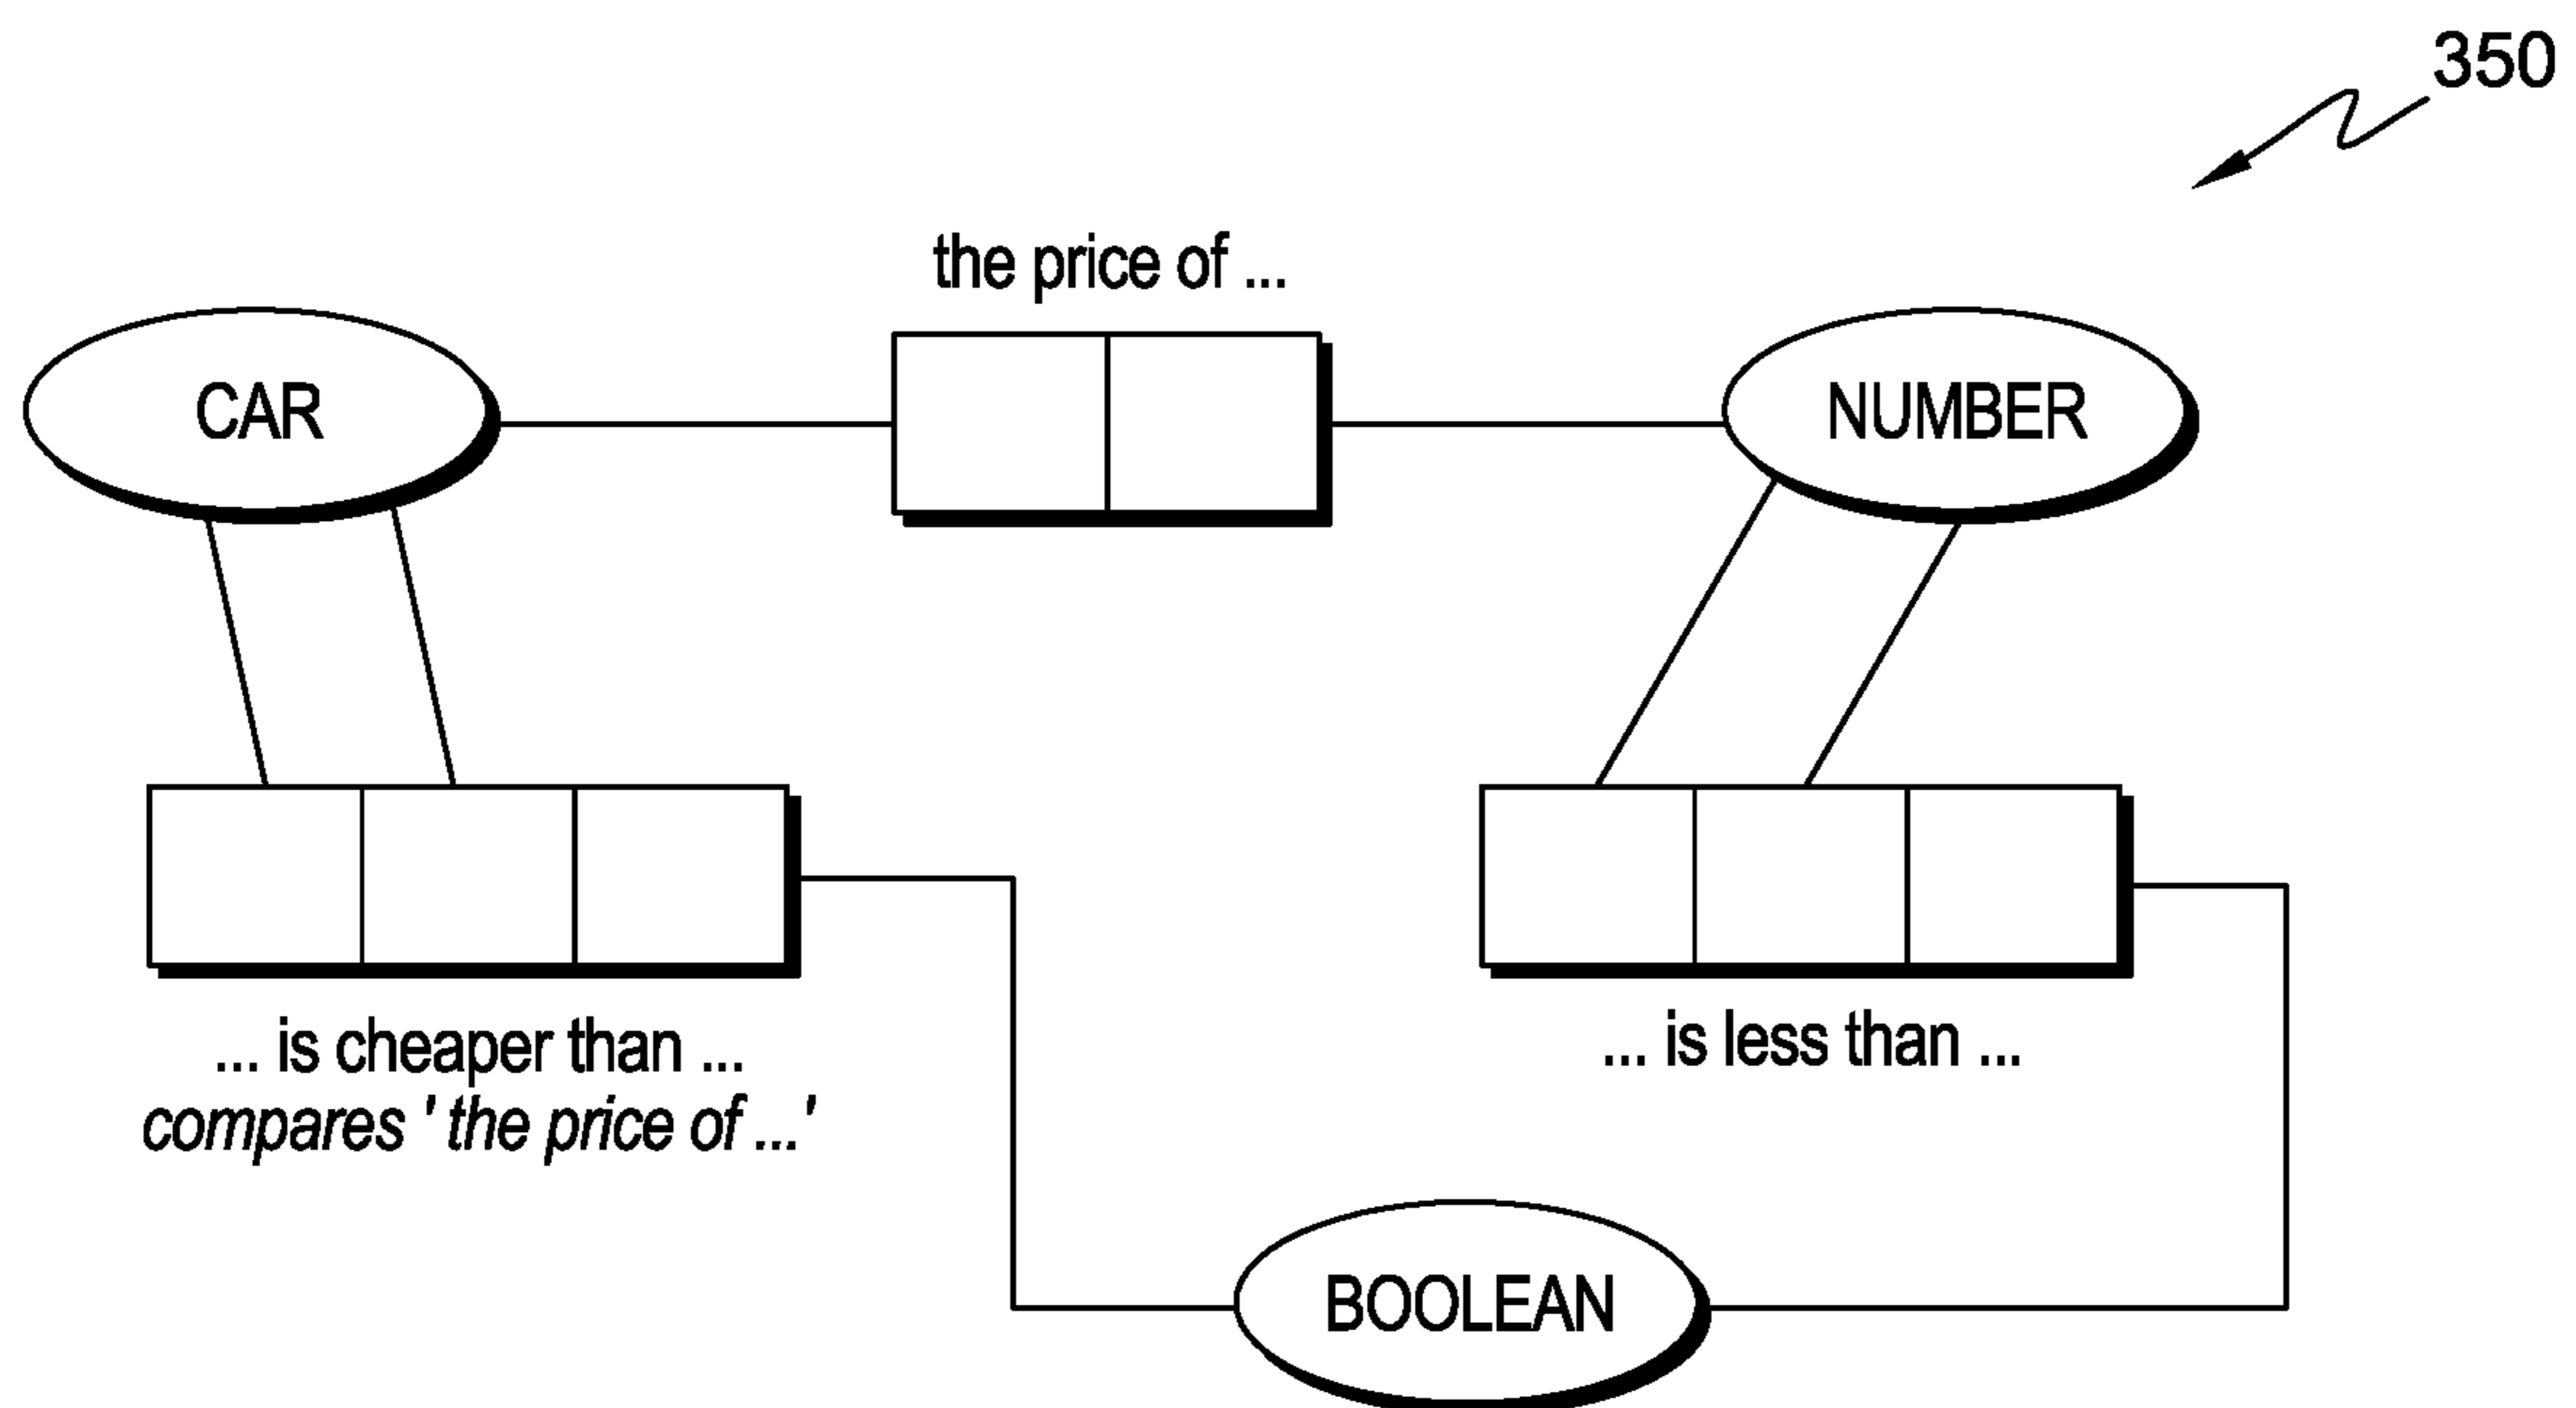 350
the price of ...
CAR
NUMBER
... is cheaper than ...
compares ' the price of ...'
... is less than ...
BOOLEAN